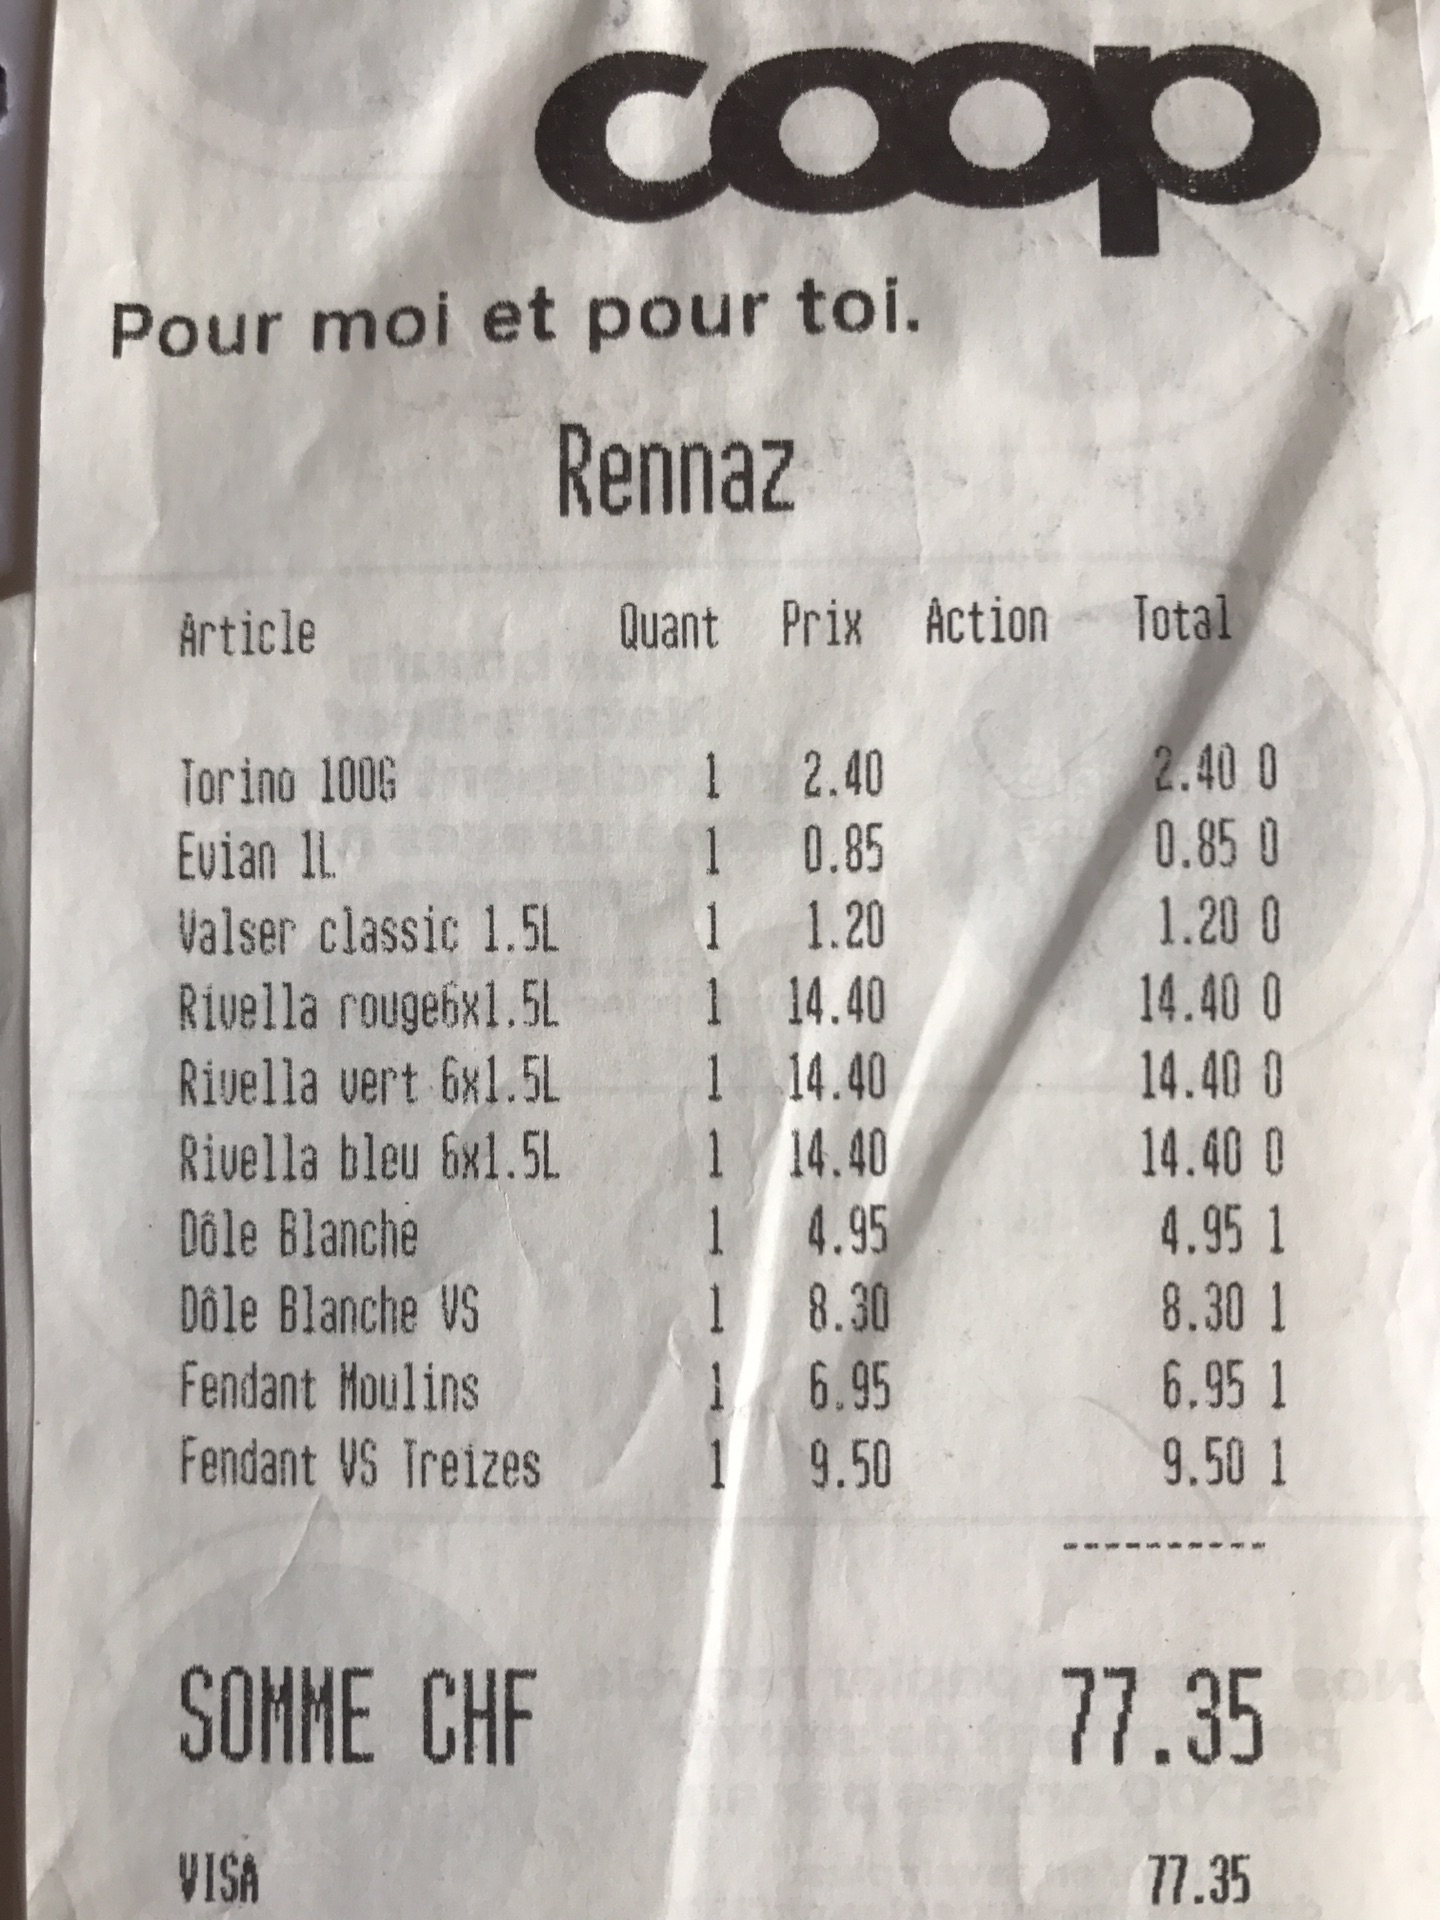 coop
Pour moi et pour toi.
Rennaz
Article Quant Prix Action Total
Torino 100G 1 2.40 2.40 0
Evian 1L 1 0.85 0.85 0
Valser classic 1.5L 1 1.20 1.20 0
Rivella rouge6x1.5L 1 14.40 14.40 0
Rivella vert 6x1.5L 1 14.40 14.40 0
Rivella bleu 6x1.5L 1 14.40 14.40 0
Dôle Blanche 1 4.95 4.95 1
Dôle Blanche VS 1 8.30 8.30 1
Fendant Moulins 1 6.95 6.95 1
Fendant VS Treizes 1 9.50 9.50 1
----------
SOMME CHF 77.35
VISA 77.35